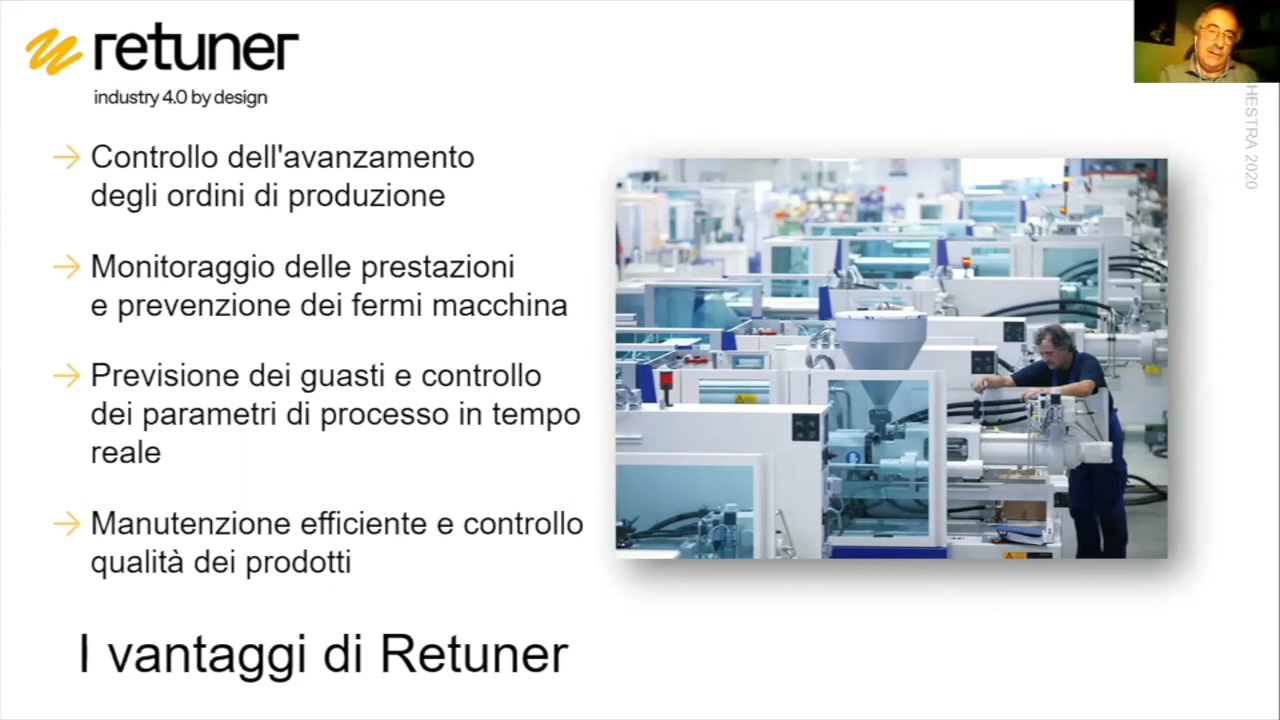 retuner
industry 4.0 by design
HESTRA 2020
Controllo dell'avanzamento
degli ordini di produzione
Monitoraggio delle prestazioni
e prevenzione dei fermi macchina
Previsione dei guasti e controllo
dei parametri di processo in tempo
reale
Manutenzione efficiente e controllo
qualità dei prodotti
I vantaggi di Retuner